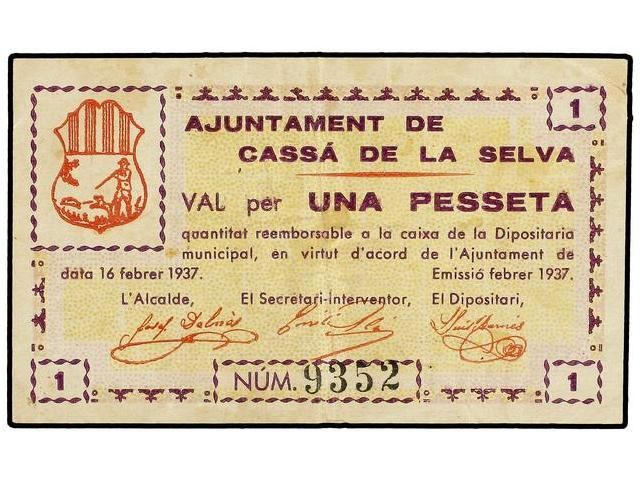 1
AJUNTAMENT DE
CASSÁ DE LA SELVA
VAL per UNA PESSETA
quantitat reemborsable a la caixa de la Dipositaria
municipal, en virtut d'acord de l'Ajuntament de
data 16 febrer 1937. Emissió febrer 1937.
L'Alcalde, El Secretari-Interventor, El Dipositari,
Josep Dalmàs
1 NÚM. 9352 1